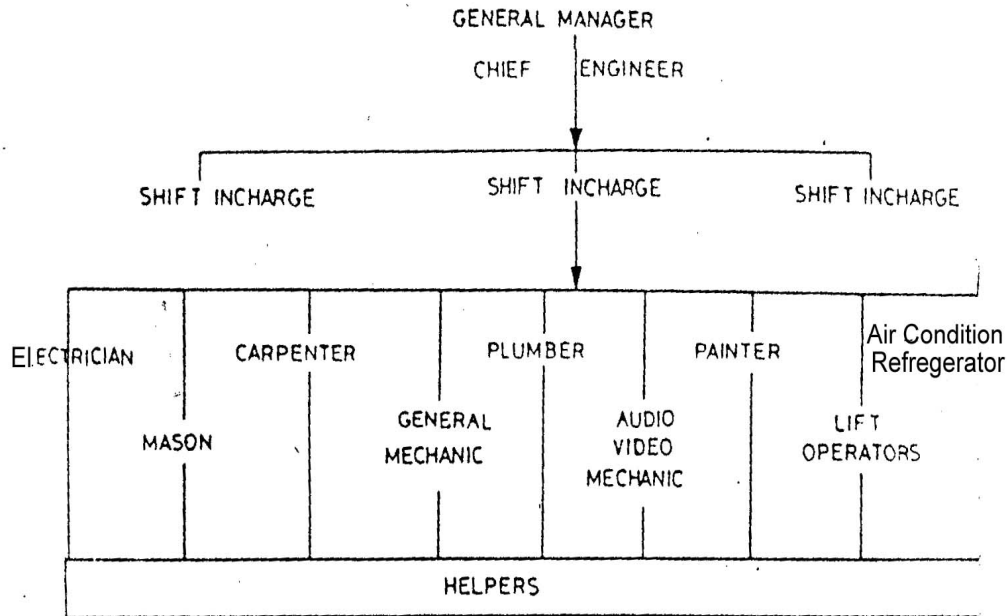 GENERAL MANAGER
CHIEF ENGINEER
SHIFT INCHARGE
SHIFT INCHARGE
SHIFT INCHARGE
ELECTRICIAN
CARPENTER
PLUMBER
PAINTER
Air Condition
Refregerator
MASON
GENERAL
MECHANIC
AUDIO
VIDEO
MECHANIC
LIFT
OPERATORS
HELPERS